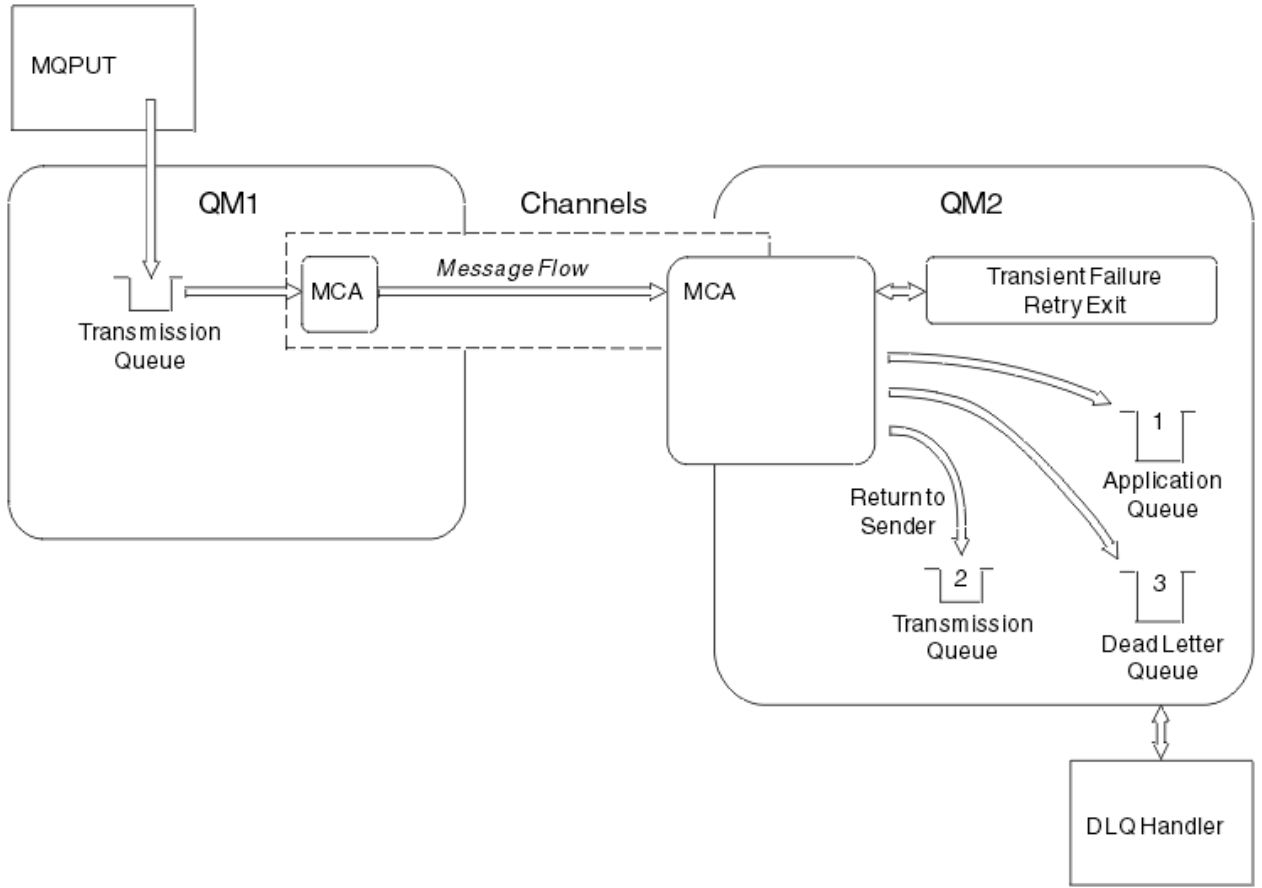 MQPUT
QM1
Channels
QM2
Message Flow
MCA
MCA
Transient Failure
Retry Exit
Transmission
Queue
1
Application
Queue
Return to
Sender
2
Transmission
Queue
3
Dead Letter
Queue
DLQ Handler